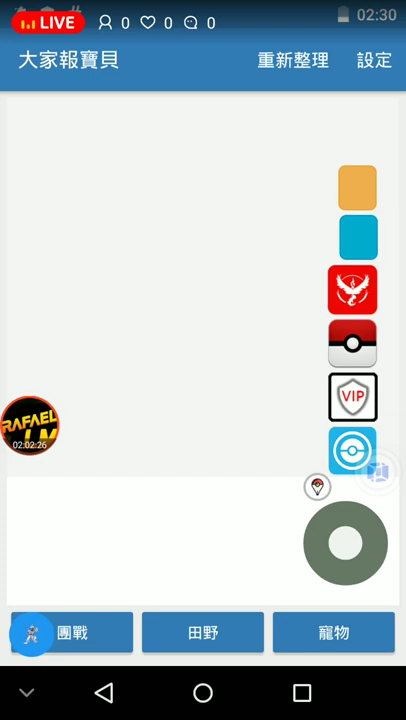 LIVE 0 0 0 02:30
大家報寶貝 重新整理 設定
VIP
RAFAEL
LM
02:02:26
團戰 田野 寵物